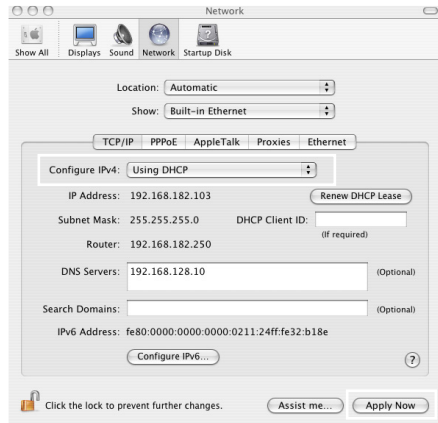 Network
Show All Displays Sound Network Startup Disk
Location: Automatic
Show: Built-in Ethernet
TCP/IP PPPoE AppleTalk Proxies Ethernet
Configure IPv4: Using DHCP
IP Address: 192.168.182.103 Renew DHCP Lease
Subnet Mask: 255.255.255.0 DHCP Client ID:
(If required)
Router: 192.168.182.250
DNS Servers: 192.168.128.10 (Optional)
Search Domains: (Optional)
IPv6 Address: fe80:0000:0000:0000:0211:24ff:fe32:b18e
Configure IPv6... ?
Click the lock to prevent further changes. Assist me... Apply Now